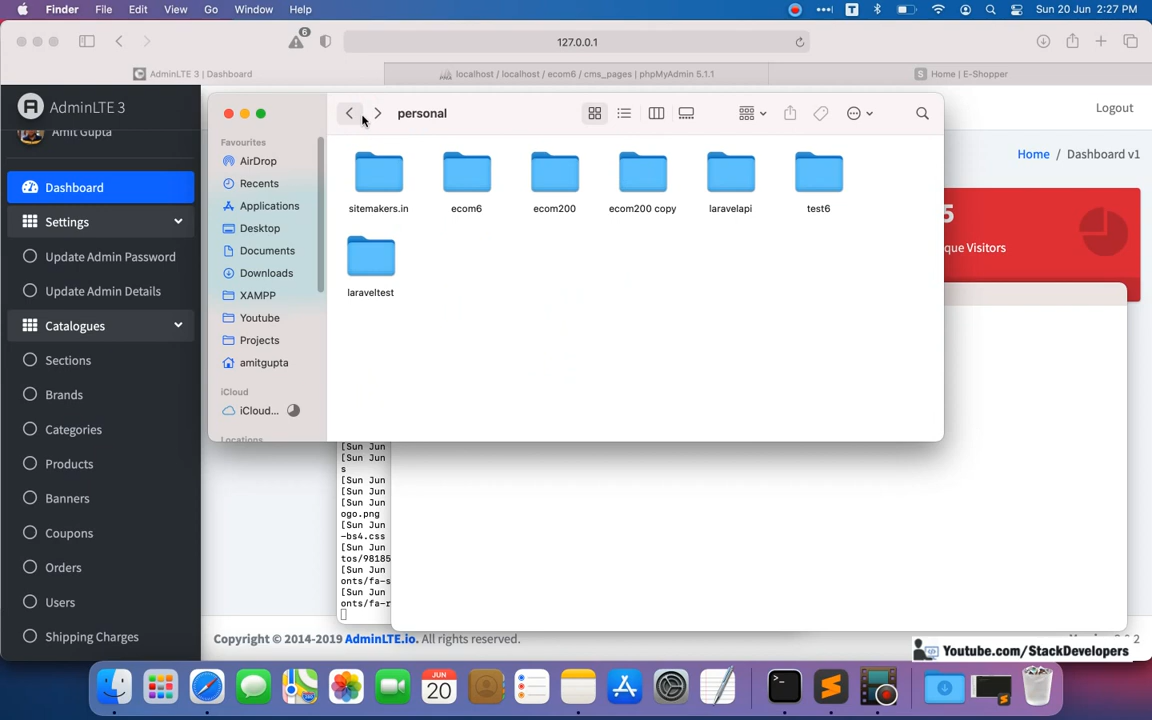 Finder File Edit View Go Window Help
T
Sun 20 Jun 2:27 PM
6
127.0.0.1
AdminLTE 3 | Dashboard
localhost / localhost / ecom6 / cms_pages | phpMyAdmin 5.1.1
S Home | E-Shopper
AdminLTE 3
Amit Gupta
Dashboard
Settings
Update Admin Password
Update Admin Details
Catalogues
Sections
Brands
Categories
Products
Banners
Coupons
Orders
Users
Shipping Charges
Logout
Home / Dashboard v1
5
que Visitors
personal
Favourites
AirDrop
Recents
Applications
Desktop
Documents
Downloads
XAMPP
Youtube
Projects
amitgupta
iCloud
iCloud...
Locations
sitemakers.in
ecom6
ecom200
ecom200 copy
laravelapi
test6
laraveltest
[Sun Jun
[Sun Jun
s
[Sun Jun
[Sun Jun
[Sun Jun
ogo.png
[Sun Jun
-bs4.css
[Sun Jun
tos/98185
[Sun Jun
onts/fa-s
[Sun Jun
onts/fa-r
Copyright © 2014-2019 AdminLTE.io. All rights reserved.
Youtube.com/StackDevelopers
JUN
20